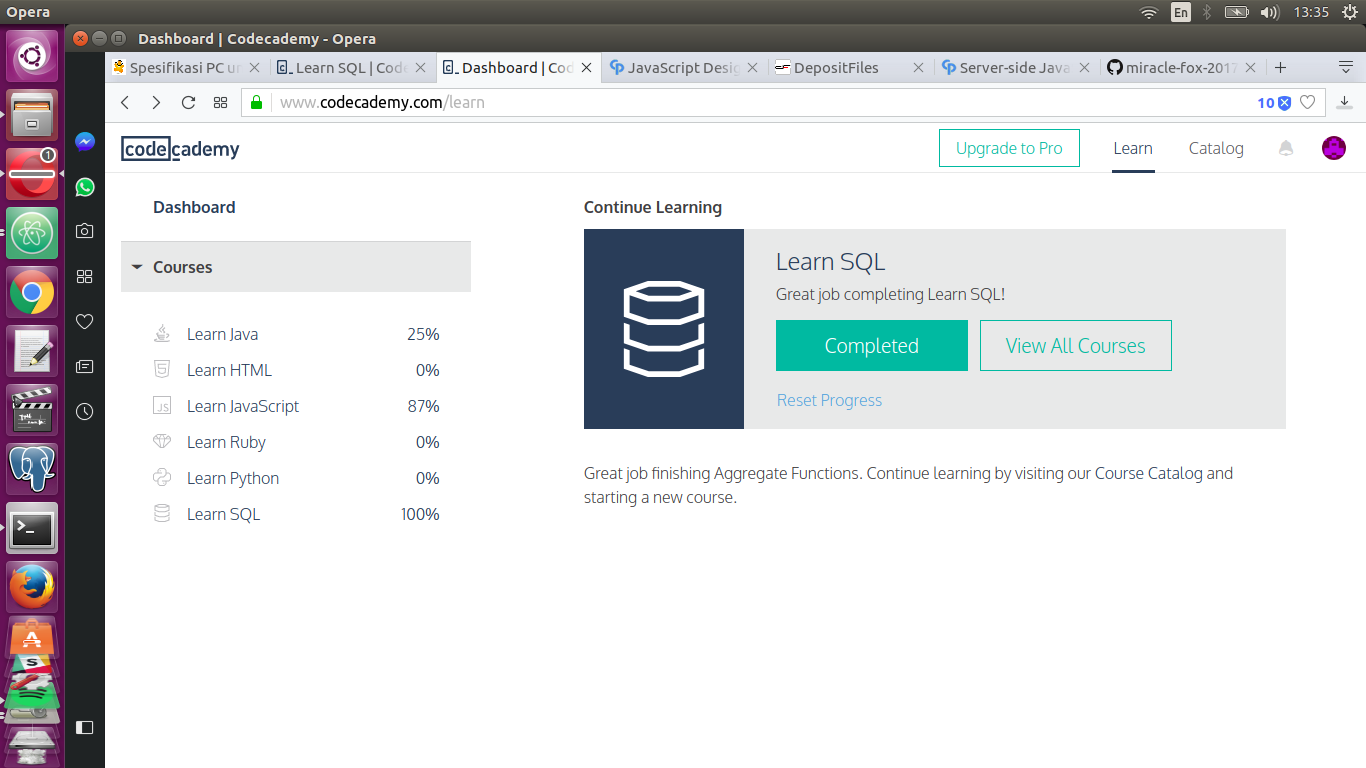 Opera
En
13:35
Dashboard | Codecademy - Opera
1
Spesifikasi PC un
Learn SQL | Code
Dashboard | Cod
JavaScript Desig
DepositFiles
Server-side Java
miracle-fox-2017
www.codecademy.com/learn
10
codecademy
Upgrade to Pro
Learn
Catalog
Dashboard
Courses
Learn Java 25%
Learn HTML 0%
Learn JavaScript 87%
Learn Ruby 0%
Learn Python 0%
Learn SQL 100%
Continue Learning
Learn SQL
Great job completing Learn SQL!
Completed
View All Courses
Reset Progress
Great job finishing Aggregate Functions. Continue learning by visiting our Course Catalog and
starting a new course.